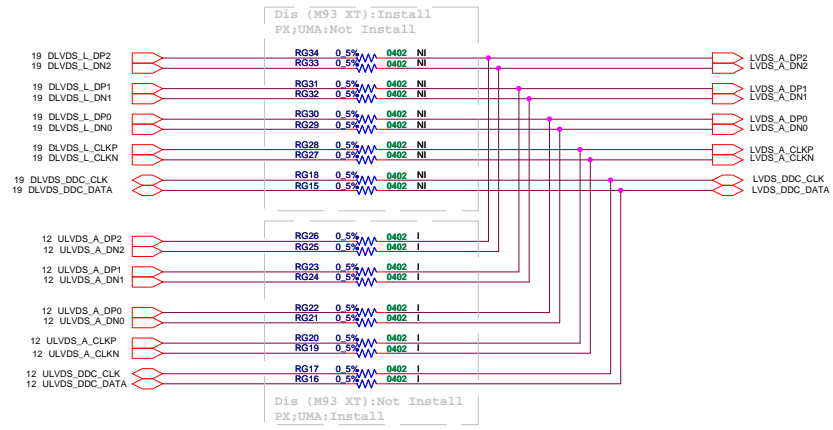 Dis (M93 XT):Install
PX;UMA:Not Install
19 DLVDS_L_DP2 RG34 0_5% 0402 NI LVDS_A_DP2
19 DLVDS_L_DN2 RG33 0_5% 0402 NI LVDS_A_DN2
19 DLVDS_L_DP1 RG31 0_5% 0402 NI LVDS_A_DP1
19 DLVDS_L_DN1 RG32 0_5% 0402 NI LVDS_A_DN1
19 DLVDS_L_DP0 RG30 0_5% 0402 NI LVDS_A_DP0
19 DLVDS_L_DN0 RG29 0_5% 0402 NI LVDS_A_DN0
19 DLVDS_L_CLKP RG28 0_5% 0402 NI LVDS_A_CLKP
19 DLVDS_L_CLKN RG27 0_5% 0402 NI LVDS_A_CLKN
19 DLVDS_DDC_CLK RG18 0_5% 0402 NI LVDS_DDC_CLK
19 DLVDS_DDC_DATA RG15 0_5% 0402 NI LVDS_DDC_DATA
12 ULVDS_A_DP2 RG26 0_5% 0402 I
12 ULVDS_A_DN2 RG25 0_5% 0402 I
12 ULVDS_A_DP1 RG23 0_5% 0402 I
12 ULVDS_A_DN1 RG24 0_5% 0402 I
12 ULVDS_A_DP0 RG22 0_5% 0402 I
12 ULVDS_A_DN0 RG21 0_5% 0402 I
12 ULVDS_A_CLKP RG20 0_5% 0402 I
12 ULVDS_A_CLKN RG19 0_5% 0402 I
12 ULVDS_DDC_CLK RG17 0_5% 0402 I
12 ULVDS_DDC_DATA RG16 0_5% 0402 I
Dis (M93 XT):Not Install
PX;UMA:Install